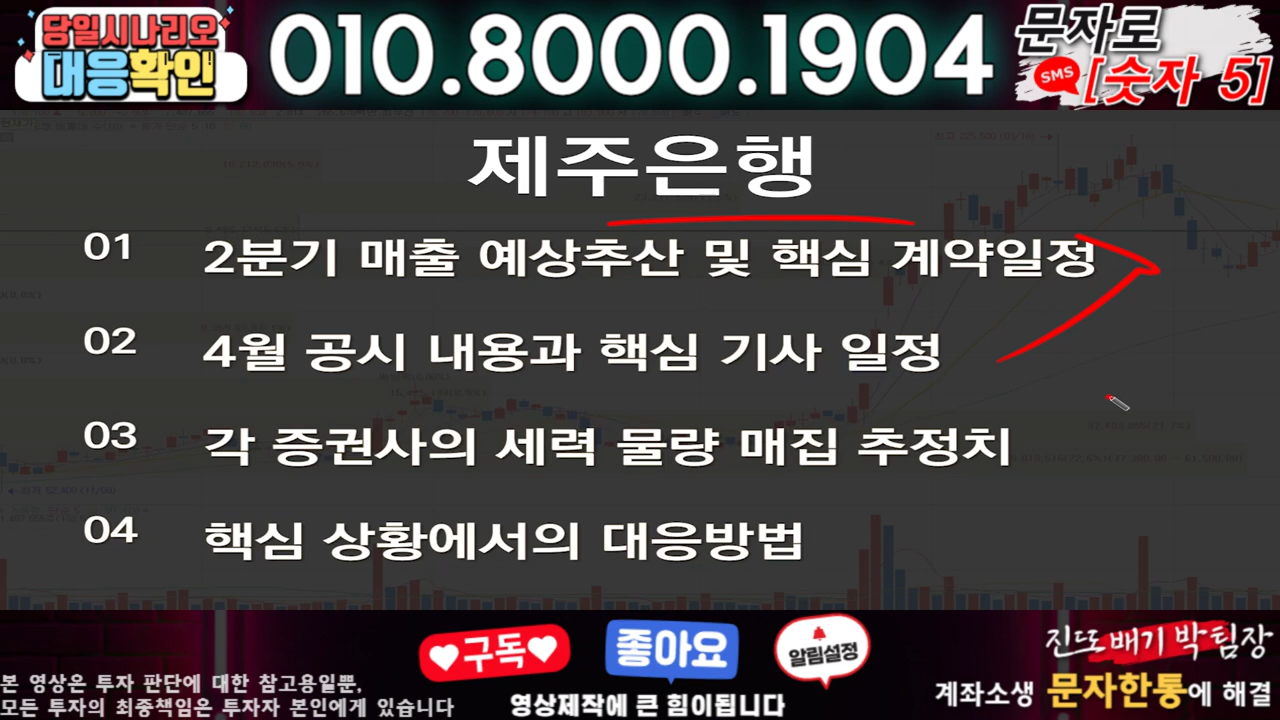 당일시나리오
대응확인
010.8000.1904
문자로
SMS [숫자 5]
제주은행
01 2분기 매출 예상추산 및 핵심 계약일정
02 4월 공시 내용과 핵심 기사 일정
03 각 증권사의 세력 물량 매집 추정치
04 핵심 상황에서의 대응방법
구독
좋아요
알림설정
영상제작에 큰 힘이됩니다
본 영상은 투자 판단에 대한 참고용일뿐,
모든 투자의 최종책임은 투자자 본인에게 있습니다
진또배기 박팀장
계좌소생 문자한통에 해결